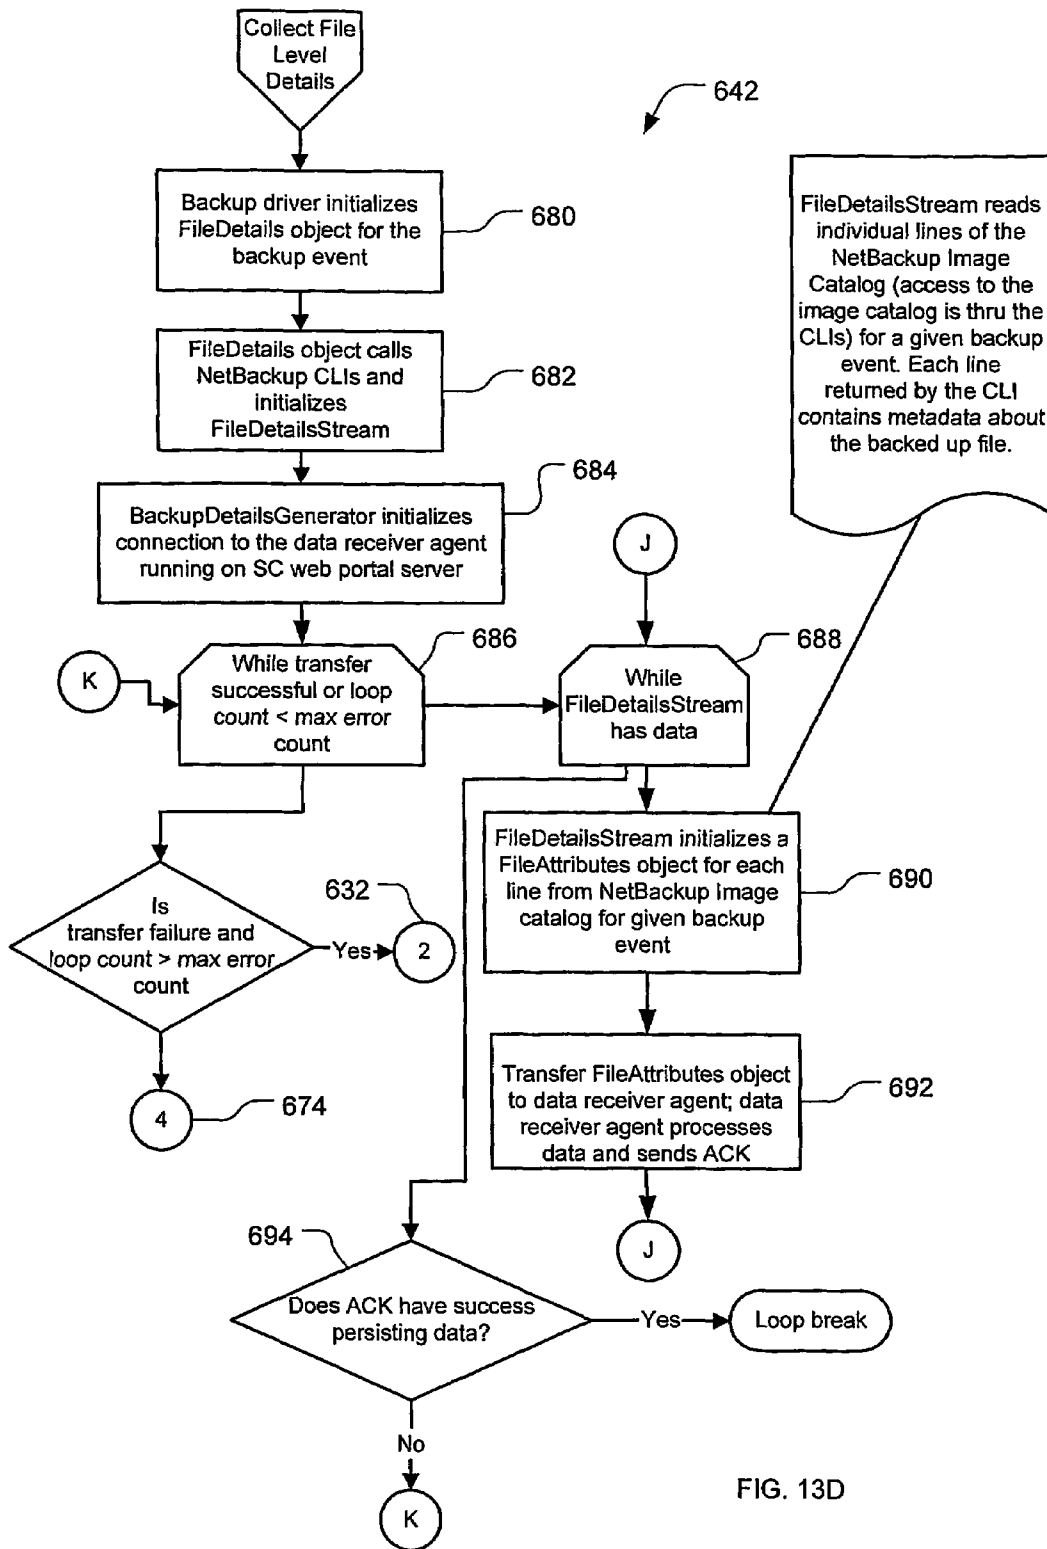 Collect File
Level
Details
642
Backup driver initializes
FileDetails object for the
backup event
680
FileDetails object calls
NetBackup CLIs and
initializes
FileDetailsStream
682
BackupDetailsGenerator initializes
connection to the data receiver agent
running on SC web portal server
684
FileDetailsStream reads
individual lines of the
NetBackup Image
Catalog (access to the
image catalog is thru the
CLIs) for a given backup
event. Each line
returned by the CLI
contains metadata about
the backed up file.
J
K
While transfer
successful or loop
count < max error
count
686
While
FileDetailsStream
has data
688
FileDetailsStream initializes a
FileAttributes object for each
line from NetBackup Image
catalog for given backup
event
690
Is
transfer failure and
loop count > max error
count
Yes
632
2
4
674
Transfer FileAttributes object
to data receiver agent; data
receiver agent processes
data and sends ACK
692
J
694
Does ACK have success
persisting data?
Yes
Loop break
No
K
FIG. 13D